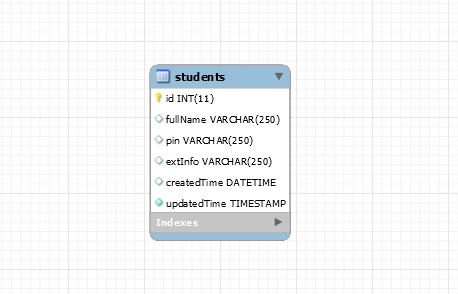 students
id INT(11)
fullName VARCHAR(250)
pin VARCHAR(250)
extInfo VARCHAR(250)
createdTime DATETIME
updatedTime TIMESTAMP
Indexes